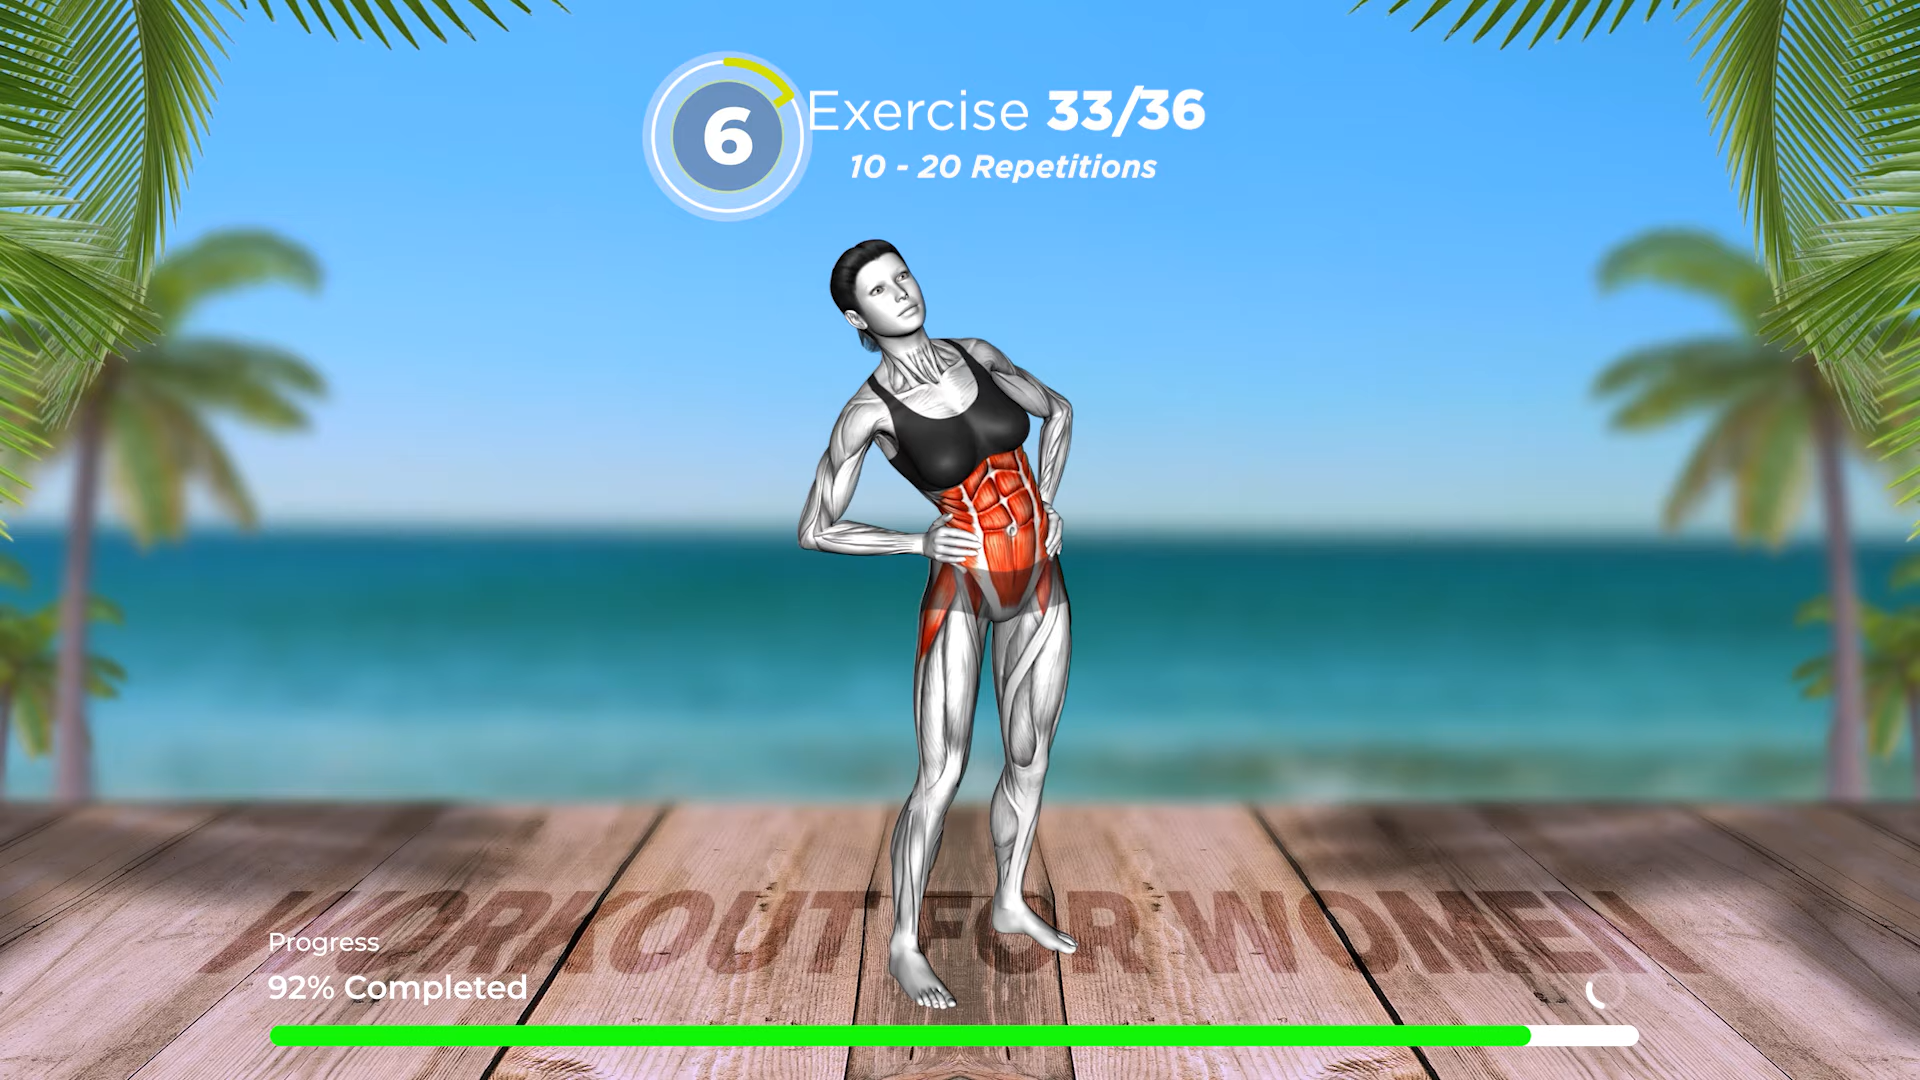 6
Exercise 33/36
10 - 20 Repetitions
WORKOUT FOR WOMEN
Progress
92% Completed